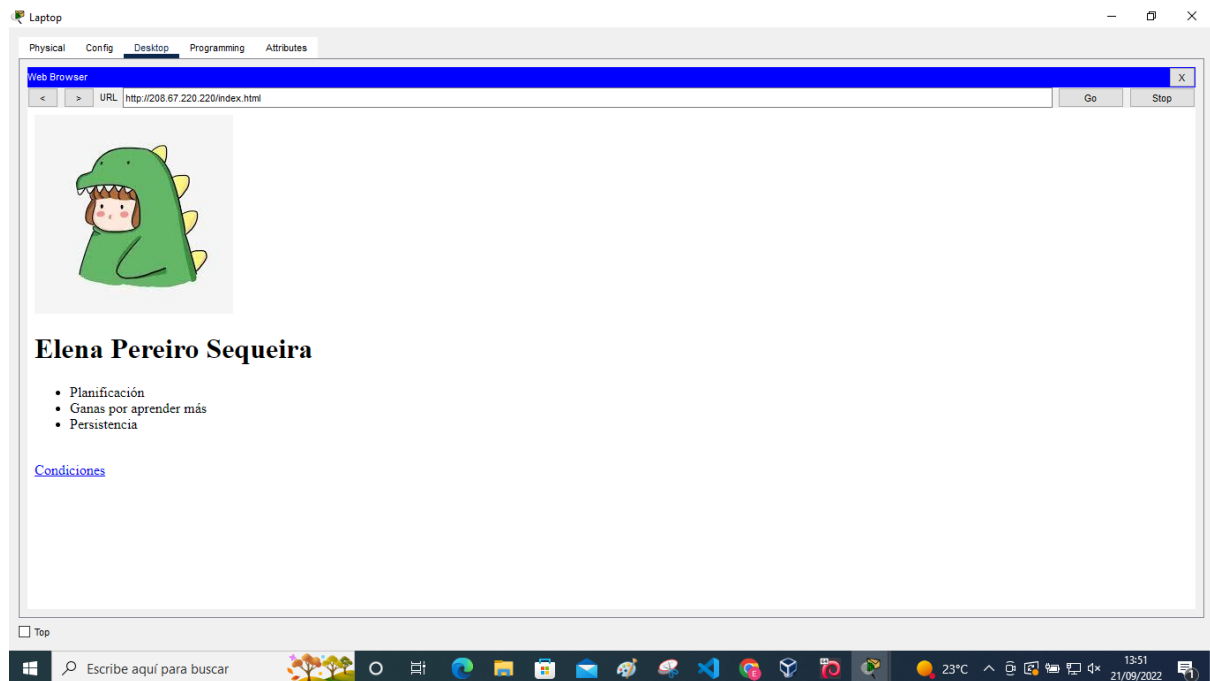 Laptop
Physical Config Desktop Programming Attributes
Web Browser X
< > URL http://208.67.220.220/index.html Go Stop
Elena Pereiro Sequeira
Planificación
Ganas por aprender más
Persistencia
Condiciones
Top
Escribe aquí para buscar 23°C 13:51
21/09/2022